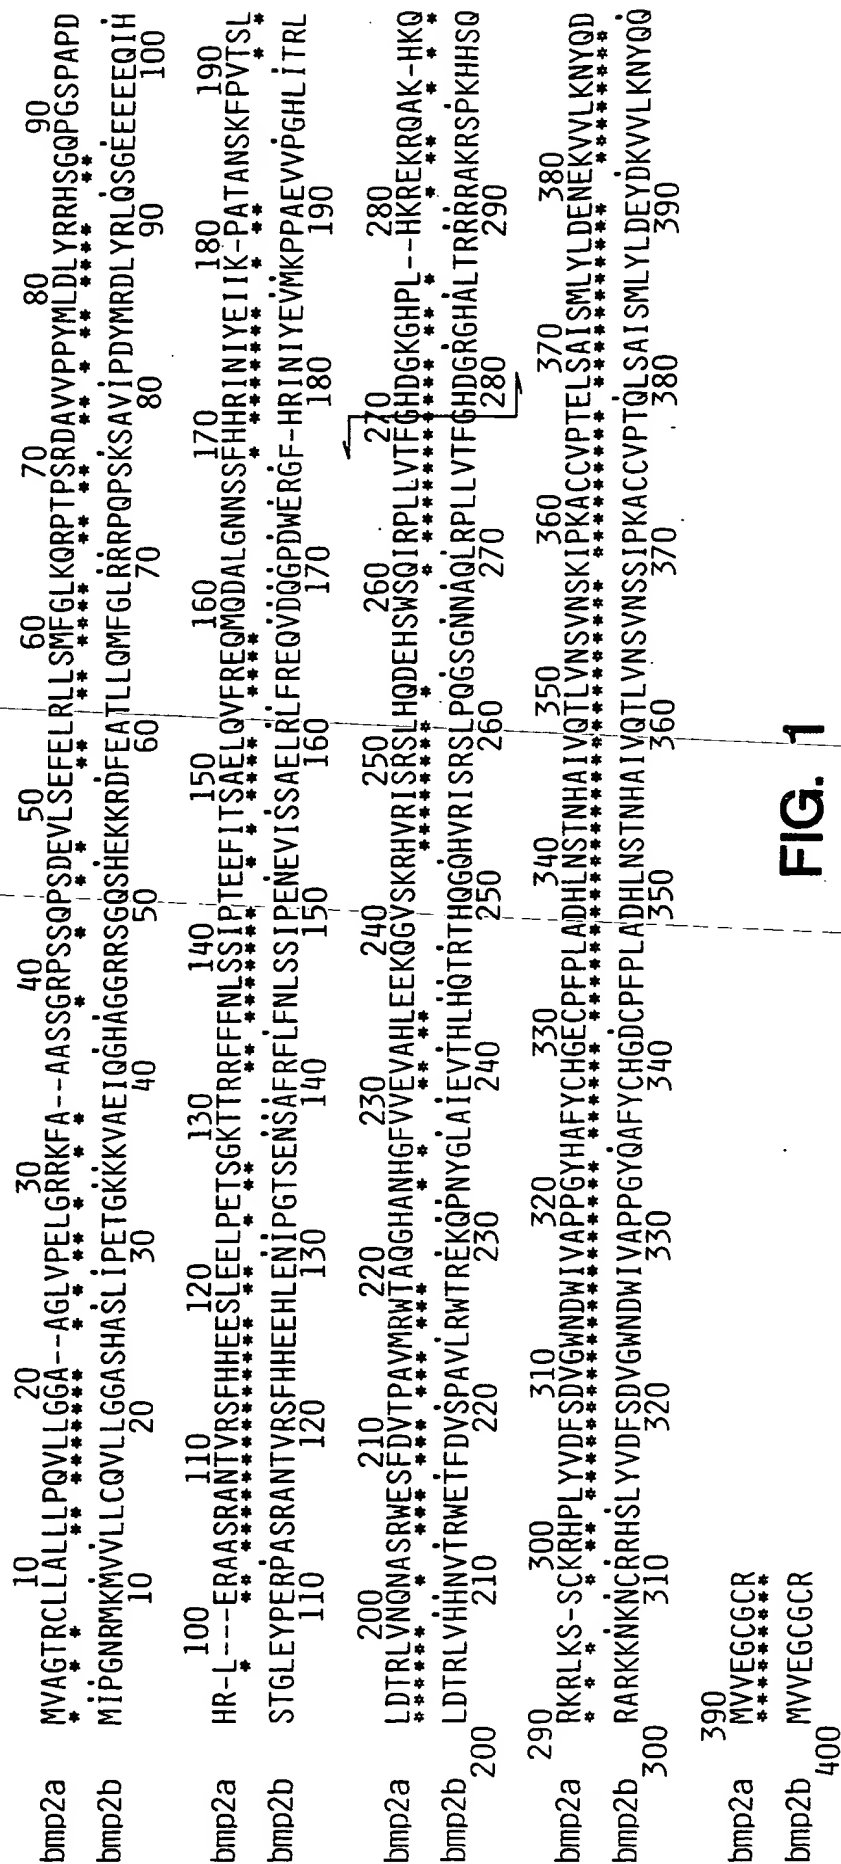 10 20 30 40 50 60 70 80 90
bmp2a MVAGTRCLLALLLPQVLLGGA--AGLVPELGRRKFA--AASSGRPSSQPSDEVLSEFELRLLSMFGLKQRPTPSRDAVVPPYMLDLYRRHSGQPGSPAPD
bmp2b MIPGNRMKMVVLLCQVLLGGASHASLIPETGKKKVAEIQGHAGGRRSGQSHEKKRDFEATLLQMFGLRRRPQPSKSAVIPDYMRDLYRLQSGEEEEEQIH
10 20 30 40 50 60 70 80 90 100
100 110 120 130 140 150 160 170 180 190
bmp2a HR-L---ERAASRANTVRSFHHEESLEELPETSGKTTRRFFFNLSSIPTEEFITSAELQVFREQMQDALGNNSSFHHRINIYEIIK-PATANSKFPVTSL
bmp2b STGLEYPERPASRANTVRSFHHEEHLENIPGTSENSAFRFLFNLSSIPENEVISSAELRLFREQVDQGPDWERGF-HRINIYEVMKPPAEVVPGHLITRL
110 120 130 140 150 160 170 180 190
200 210 220 230 240 250 260 270 280
bmp2a LDTRLVNQNASRWESFDVTPAVMRWTAQGHANHGFVVEVAHLEEKQGVSKRHVRISRSLHQDEHSWSQIRPLLVTFGHDGKGHPL--HKREKRQAK-HKQ
bmp2b LDTRLVHHNVTRWETFDVSPAVLRWTREKQPNYGLAIEVTHLHQTRTHQGQHVRISRSLPQGSGNNAQLRPLLVTFGHDGRGHALTRRRRAKRSPKHHSQ
200 210 220 230 240 250 260 270 280 290
290 300 310 320 330 340 350 360 370 380
bmp2a RKRLKS-SCKRHPLYVDFSDVGWNDWIVAPPGYHAFYCHGECPFPLADHLNSTNHAIVQTLVNSVNSKIPKACCVPTELSAISMLYLDENEKVVLKNYQD
bmp2b RARKKNKNCRRHSLYVDFSDVGWNDWIVAPPGYQAFYCHGDCPFPLADHLNSTNHAIVQTLVNSVNSSIPKACCVPTQLSAISMLYLDEYDKVVLKNYQQ
300 310 320 330 340 350 360 370 380 390
390
bmp2a MVVEGCGCR
bmp2b MVVEGCGCR
400
FIG. 1